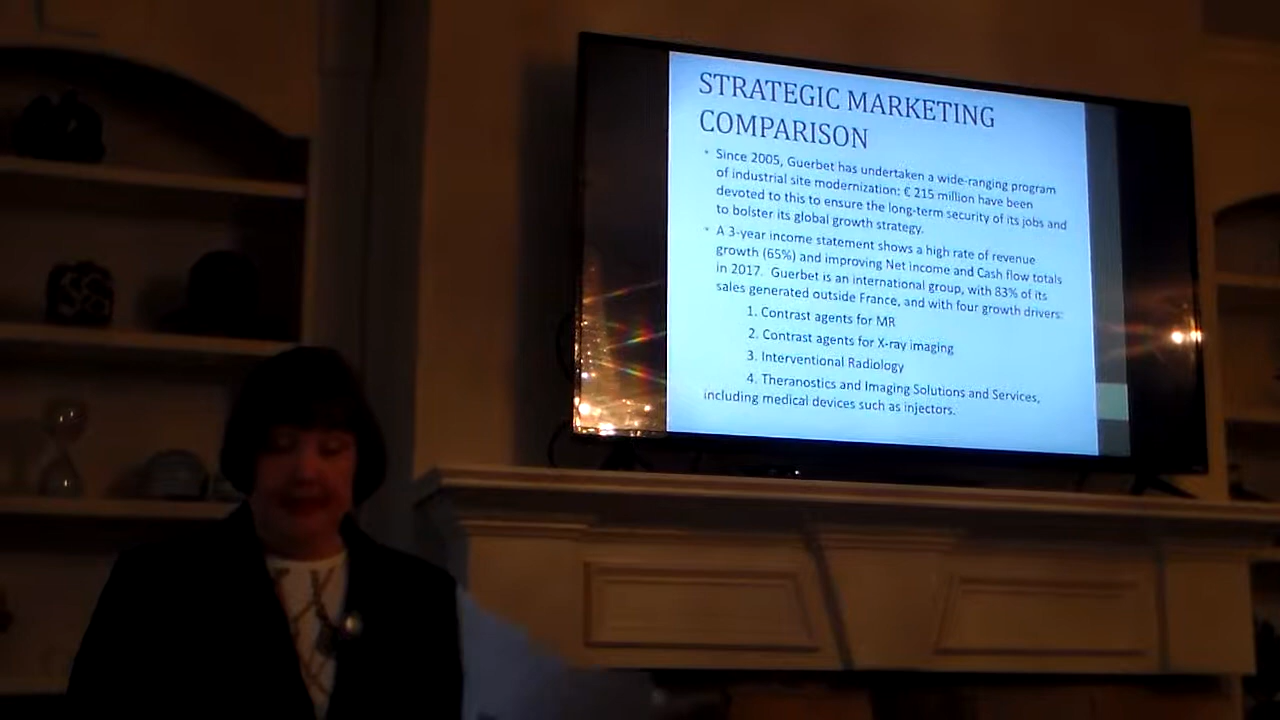 STRATEGIC MARKETING
COMPARISON
• Since 2005, Guerbet has undertaken a wide-ranging program
of industrial site modernization: € 215 million have been
devoted to this to ensure the long-term security of its jobs and
to bolster its global growth strategy.
• A 3-year income statement shows a high rate of revenue
growth (65%) and improving Net Income and Cash flow totals
in 2017. Guerbet is an international group, with 83% of its
sales generated outside France, and with four growth drivers:
1. Contrast agents for MR
2. Contrast agents for X-ray imaging
3. Interventional Radiology
4. Theranostics and Imaging Solutions and Services,
including medical devices such as injectors.